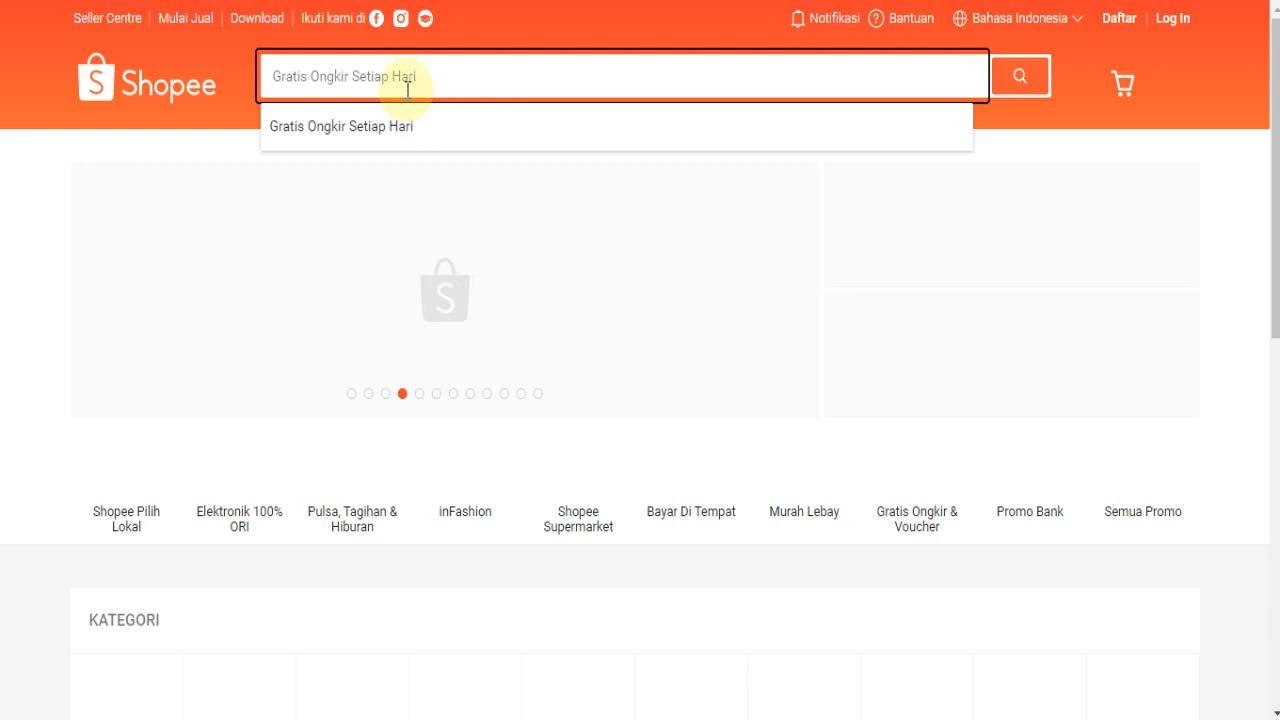 Seller Centre
Mulai Jual
Download
Ikuti kami di
Notifikasi
Bantuan
Bahasa Indonesia
Daftar
Log In
Shopee
Gratis Ongkir Setiap Hari
Gratis Ongkir Setiap Hari
Shopee Pilih
Lokal
Elektronik 100%
ORI
Pulsa, Tagihan &
Hiburan
inFashion
Shopee
Supermarket
Bayar Di Tempat
Murah Lebay
Gratis Ongkir &
Voucher
Promo Bank
Semua Promo
KATEGORI